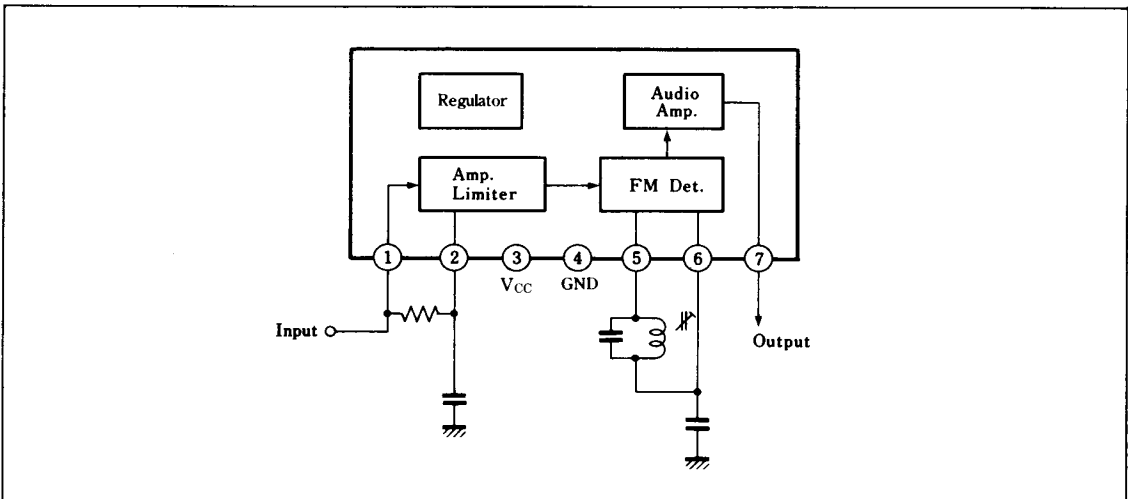 Regulator
Audio
Amp.
Amp.
Limiter
FM Det.
1
2
3
4
5
6
7
VCC
GND
Input
Output